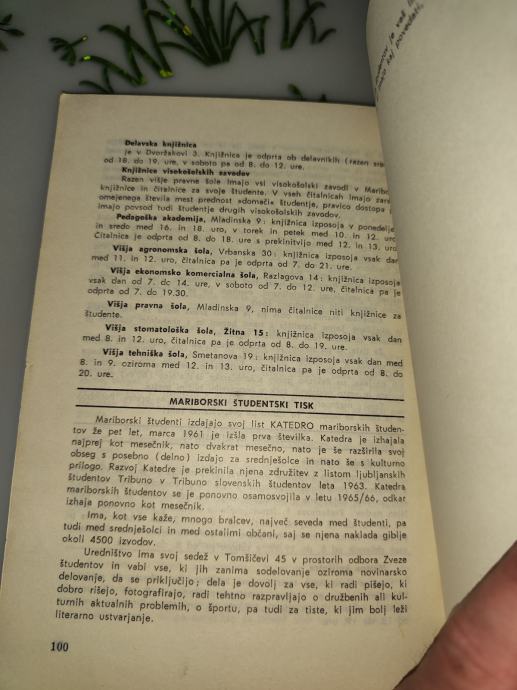 Delavska knjižnica
je v Dvoržakovi 3. Knjižnica je odprta ob delavnikih (razen
od 18. do 19. ure, v soboto pa od 8. do 12. ure.
Knjižnice visokošolskih zavodov
Razen višje pravne šole imajo vsi visokošolski zavodi v
knjižnice in čitalnice za svoje študente. V vseh čitalnicah imajo
omejenega števila mest prednost »domači« študentje, pravico dostopa
imajo povsod tudi študentje drugih visokošolskih zavodov.
Pedagoška akademija, Mladinska 9: knjižnica izposoja v
in sredo med 16. in 18. uro, v torek in petek med 10. in 12.
Čitalnica je odprta od 8. do 18. ure s prekinitvijo med 12. in 13.
Višja agronomska šola, Vrbanska 30: knjižnica izposoja vsak
med 11. in 12. uro, čitalnica pa je odprta od 7. do 21. ure.
Višja ekonomsko komercialna šola, Razlagova 14: knjižnica izposoja
vsak dan od 7. dc 14. ure, v soboto od 7. do 12. ure, čitalnica pa je
odprta od 7. do 19.30.
Višja pravna šola, Mladinska 9, nima čitalnice niti knjižnice za
študente.
Višja stomatološka šola, Žitna 15: knjižnica izposoja vsak dan
med 8. in 12. uro, čitalnica pa je odprta od 8. do 19. ure.
Višja tehniška šola, Smetanova 19: knjižnica izposoja vsak dan med
8. in 9. oziroma med 12. in 13. uro, čitalnica pa je odprta od 8. do
20. ure.
MARIBORSKI ŠTUDENTSKI TISK
Mariborski študenti izdajajo svoj list KATEDRO mariborskih študen-
tov že pet let, marca 1961 je izšla prva številka. Katedra je izhajala
najprej kot mesečnik, nato dvakrat mesečno, nato je še razširila svoj
obseg s posebno (delno) izdajo za srednješolce in nato še s kulturno
prilogo. Razvoj Katedre je prekinila njena združitev z listom ljubljanskih
študentov Tribuno v Tribuno slovenskih študentov leta 1963. Katedra
mariborskih študentov se je ponovno osamosvojila v letu 1965/66, odkar
izhaja ponovno kot mesečnik.
Ima, kot vse kaže, mnogo bralcev, največ seveda med študenti, pa
tudi med srednješolci in med ostalimi občani, saj se njena naklada giblje
okoli 4500 izvodov.
Uredništvo ima svoj sedež v Tomšičevi 45 v prostorih odbora Zveze
študentov in vabi vse, ki jih zanima sodelovanje oziroma novinarsko
delovanje, da se priključijo; dela je dovolj za vse, ki radi pišejo, ki
dobro rišejo, fotografirajo, radi tehtno razpravljajo o družbenih ali kul-
turnih aktualnih problemih, o športu, pa tudi za tiste, ki jim bolj leži
literarno ustvarjanje.
100